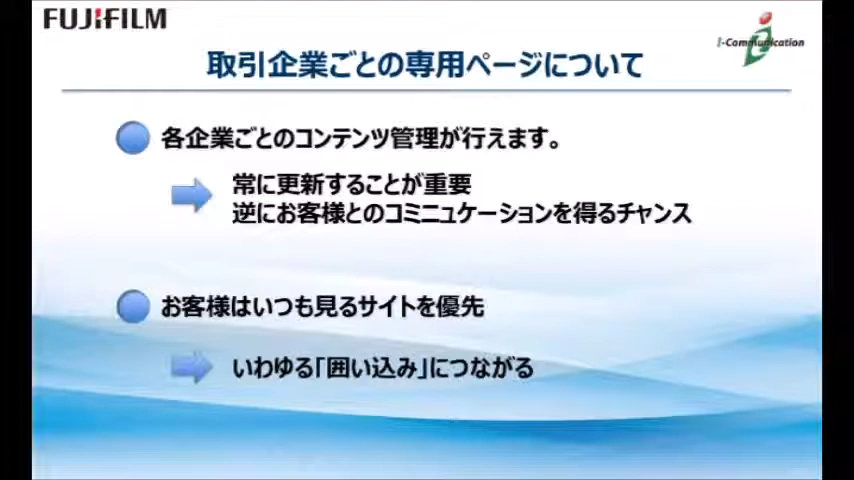 FUJIFILM
i-Communication
取引企業ごとの専用ページについて
各企業ごとのコンテンツ管理が行えます。
常に更新することが重要
逆にお客様とのコミニュケーションを得るチャンス
お客様はいつも見るサイトを優先
いわゆる「囲い込み」につながる